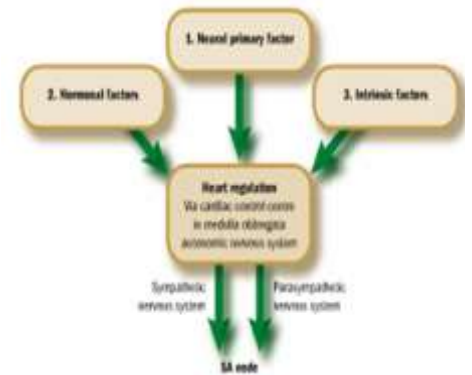 1. Neural primary factor
2. Hormonal factors
3. Intrinsic factors
Heart regulation
Via cardiac control centre
in medulla oblongata
autonomic nervous system
Sympathetic
nervous system
Parasympathetic
nervous system
SA node